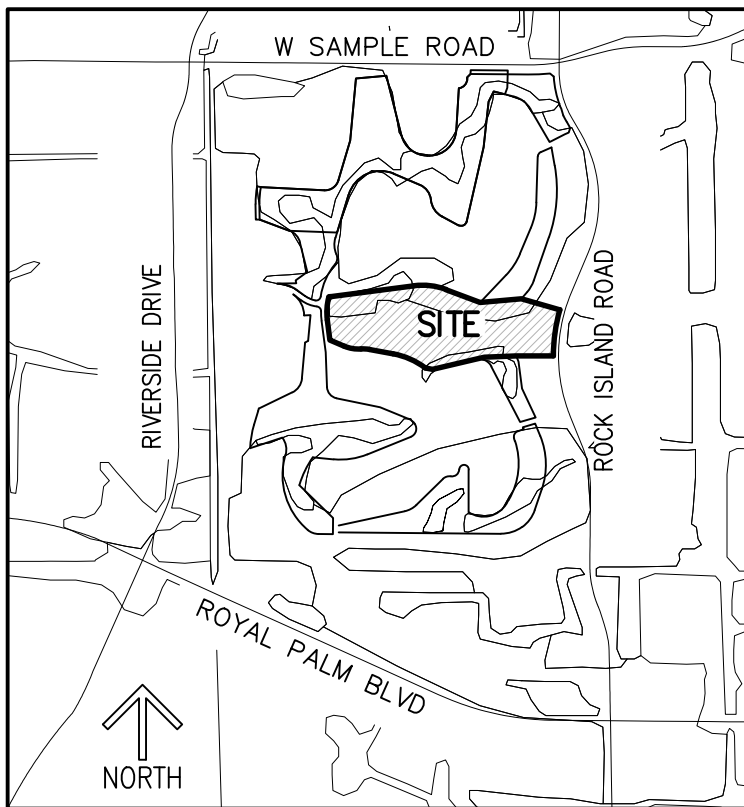 W SAMPLE ROAD
RIVERSIDE DRIVE
SITE
ROCK ISLAND ROAD
ROYAL PALM BLVD
NORTH